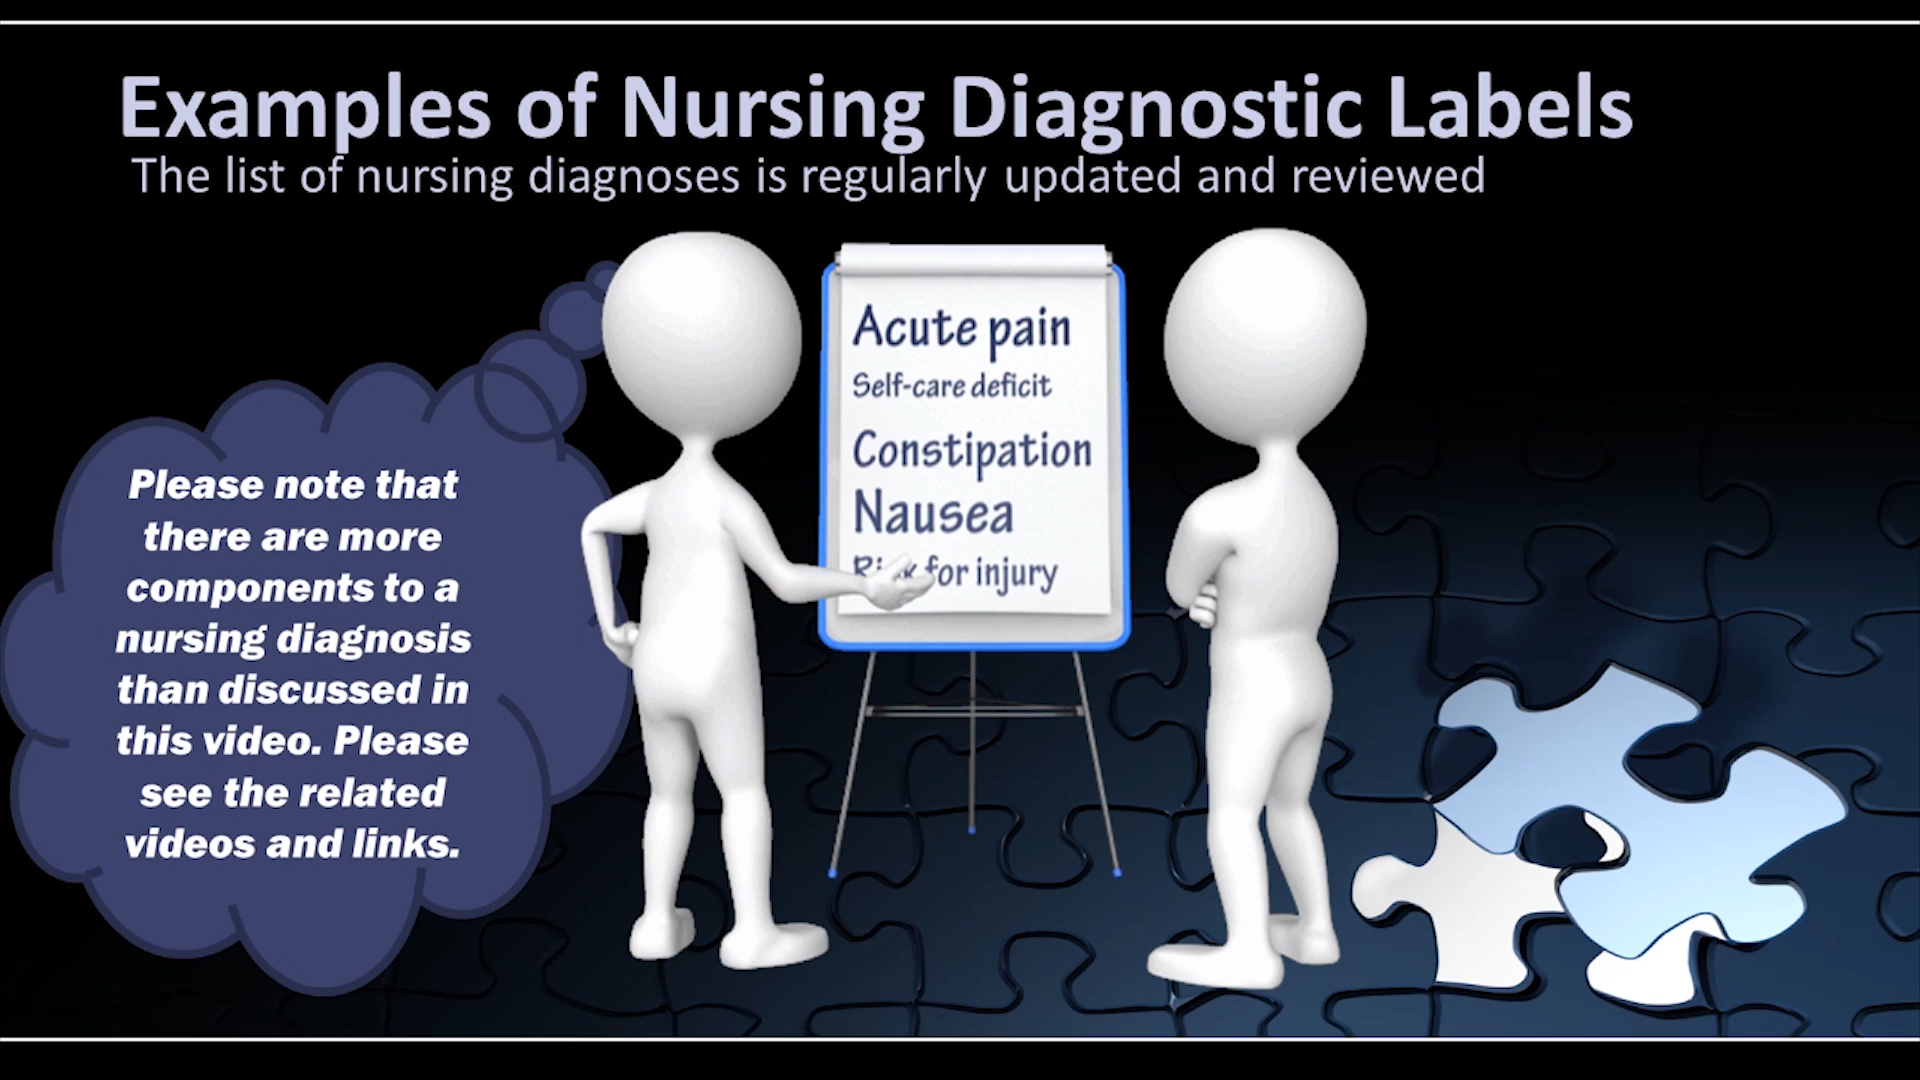 Examples of Nursing Diagnostic Labels
The list of nursing diagnoses is regularly updated and reviewed
Acute pain
Self-care deficit
Constipation
Nausea
Risk for injury
Please note that
there are more
components to a
nursing diagnosis
than discussed in
this video. Please
see the related
videos and links.